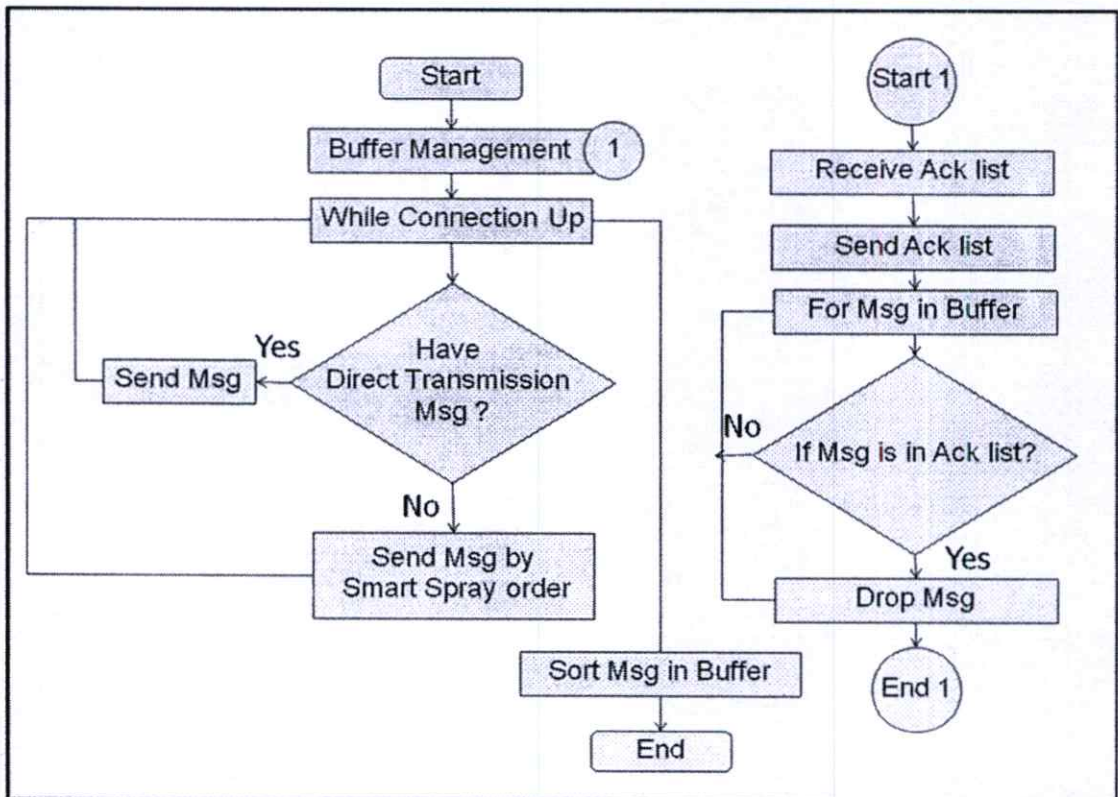 Start
Buffer Management
1
While Connection Up
Have
Direct Transmission
Msg ?
Yes
Send Msg
No
Send Msg by
Smart Spray order
Sort Msg in Buffer
End
Start 1
Receive Ack list
Send Ack list
For Msg in Buffer
If Msg is in Ack list?
No
Yes
Drop Msg
End 1